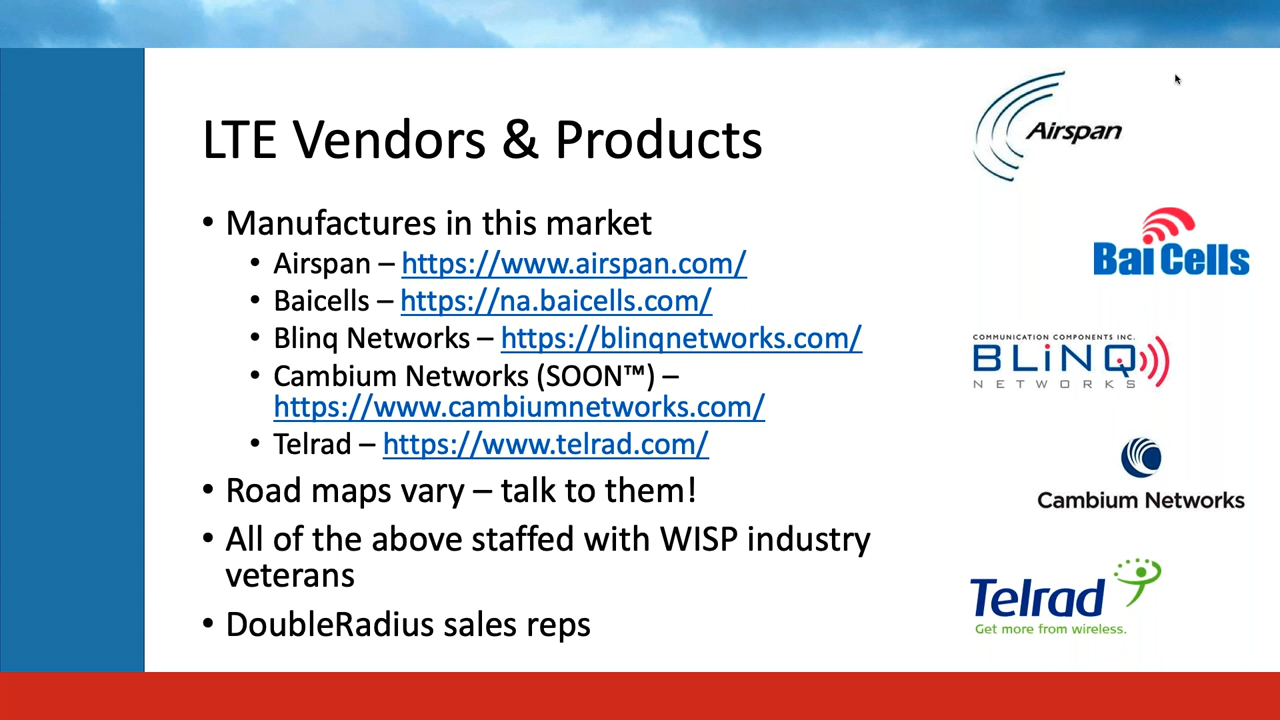 LTE Vendors & Products
• Manufactures in this market
• Airspan – https://www.airspan.com/
• Baicells – https://na.baicells.com/
• Blinq Networks – https://blinqnetworks.com/
• Cambium Networks (SOON™) –
https://www.cambiumnetworks.com/
• Telrad – https://www.telrad.com/
• Road maps vary – talk to them!
• All of the above staffed with WISP industry
veterans
• DoubleRadius sales reps
Airspan
BaiCells
COMMUNICATION COMPONENTS INC.
BLiNQ
NETWORKS
Cambium Networks
Telrad
Get more from wireless.